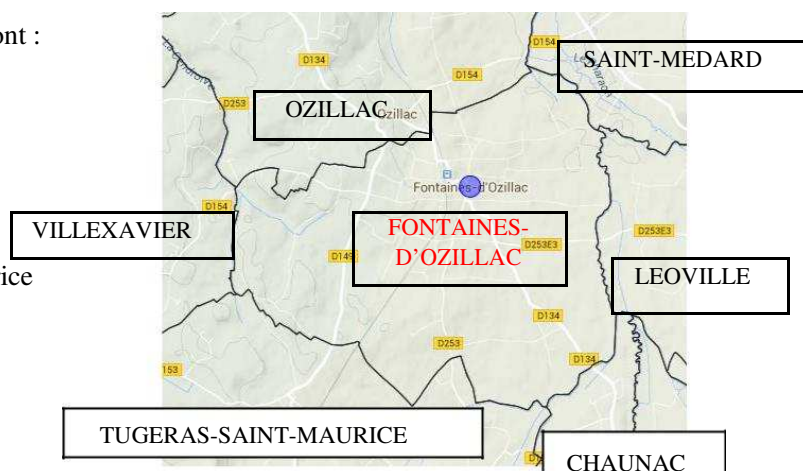 ont :
D154
SAINT-MEDARD
D134
D154
D253
OZILLAC
Ozillac
Fontaines-d'Ozillac
D154
VILLEXAVIER
FONTAINES-
D'OZILLAC
D253E3
D253E3
D149
rice
LEOVILLE
D134
D253
D134
153
TUGERAS-SAINT-MAURICE
CHAUNAC